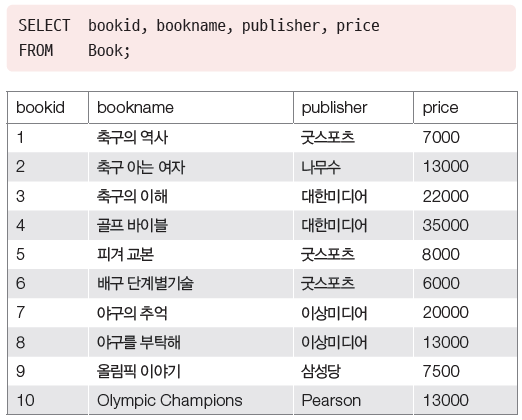 SELECT bookid, bookname, publisher, price
FROM Book;
bookid bookname publisher price
1 축구의 역사 굿스포츠 7000
2 축구 아는 여자 나무수 13000
3 축구의 이해 대한미디어 22000
4 골프 바이블 대한미디어 35000
5 피겨 교본 굿스포츠 8000
6 배구 단계별기술 굿스포츠 6000
7 야구의 추억 이상미디어 20000
8 야구를 부탁해 이상미디어 13000
9 올림픽 이야기 삼성당 7500
10 Olympic Champions Pearson 13000